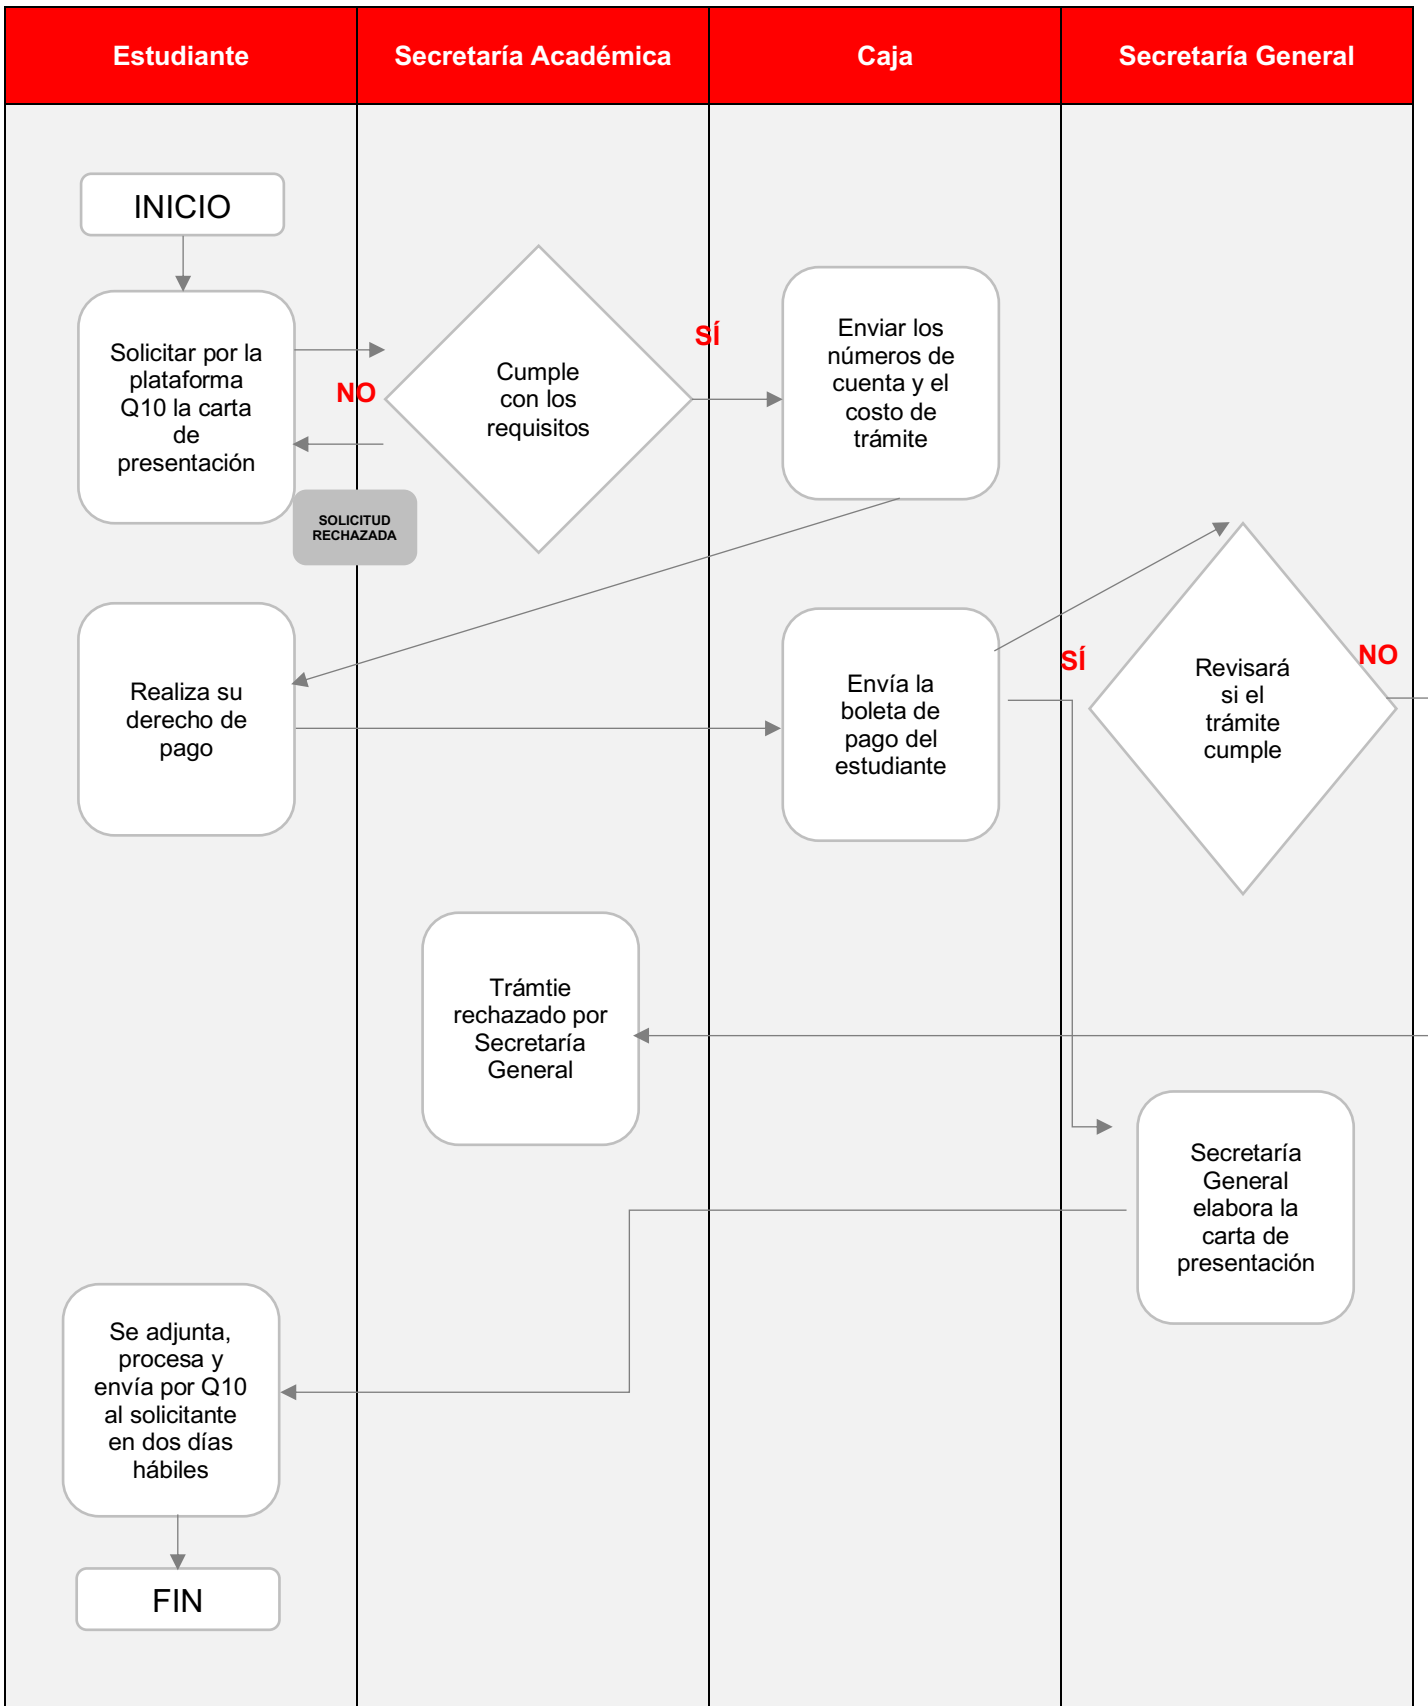 Estudiante
Secretaría Académica
Caja
Secretaría General
INICIO
Solicitar por la
plataforma
Q10 la carta
de
presentación
NO
SOLICITUD
RECHAZADA
Cumple
con los
requisitos
SÍ
Enviar los
números de
cuenta y el
costo de
trámite
Realiza su
derecho de
pago
Envía la
boleta de
pago del
estudiante
SÍ
Revisará
si el
trámite
cumple
NO
Trámtie
rechazado por
Secretaría
General
Secretaría
General
elabora la
carta de
presentación
Se adjunta,
procesa y
envía por Q10
al solicitante
en dos días
hábiles
FIN